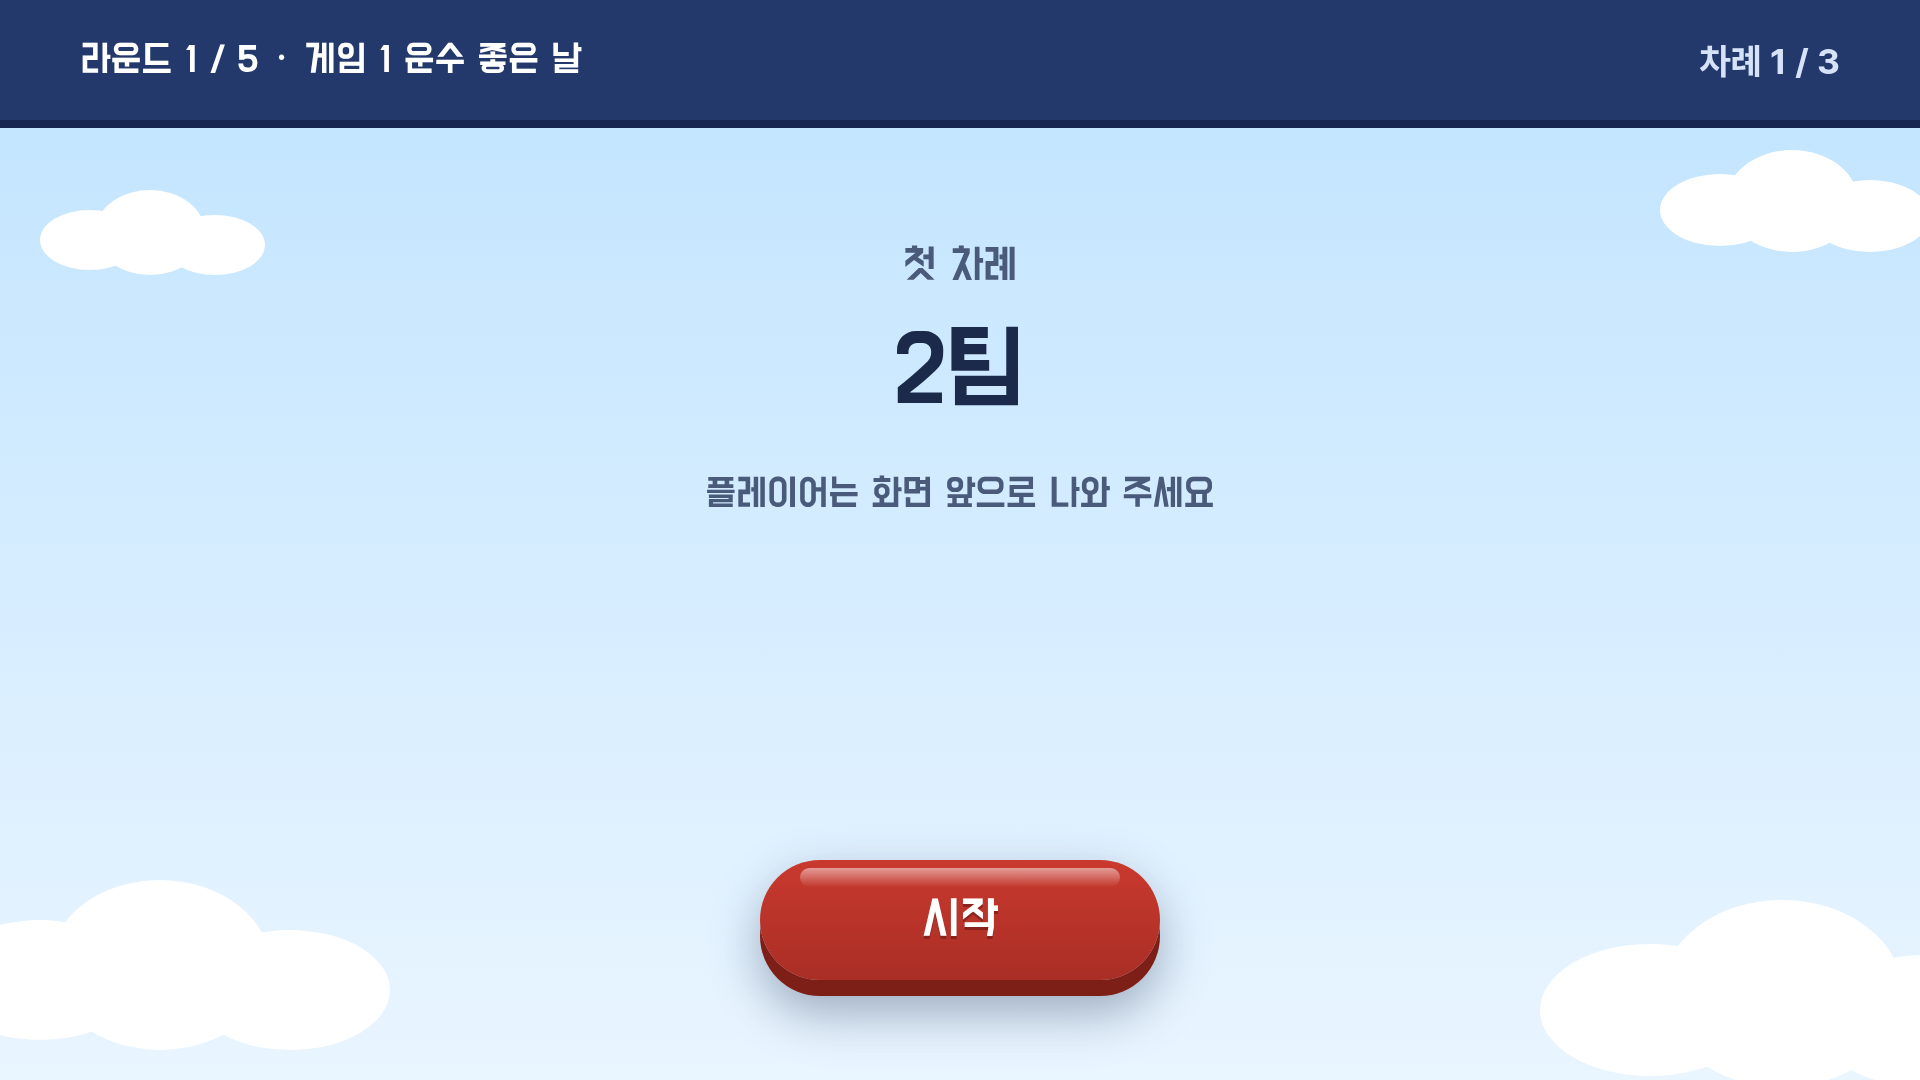 라운드 1 / 5 · 게임 1 운수 좋은 날
차례 1 / 3
첫 차례
2팀
플레이어는 화면 앞으로 나와 주세요
시작